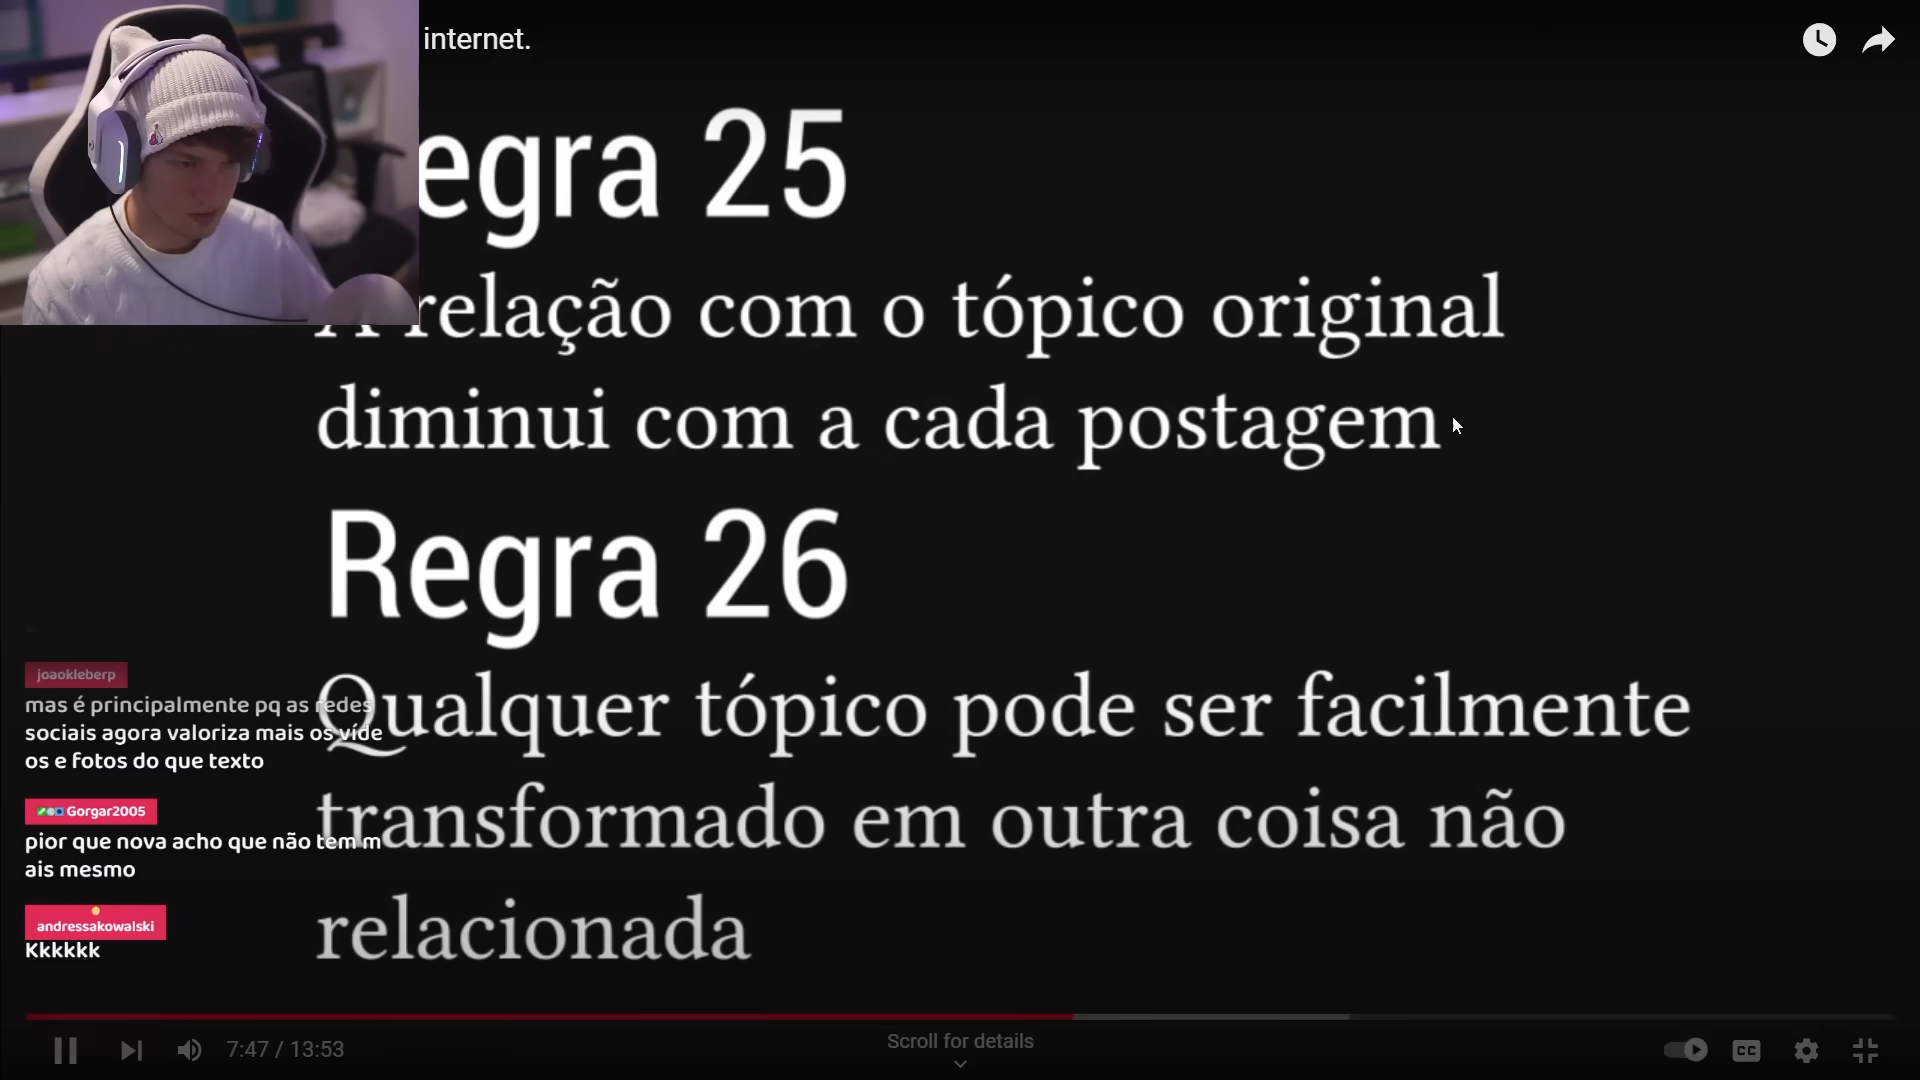 internet.
egra 25
A relação com o tópico original
diminui com a cada postagem
Regra 26
Qualquer tópico pode ser facilmente
transformado em outra coisa não
relacionada
joaokleberp
mas é principalmente pq as redes
sociais agora valoriza mais os víde
os e fotos do que texto
Gorgar2005
pior que nova acho que não tem m
ais mesmo
andressakowalski
Kkkkkk
7:47 / 13:53
Scroll for details
CC